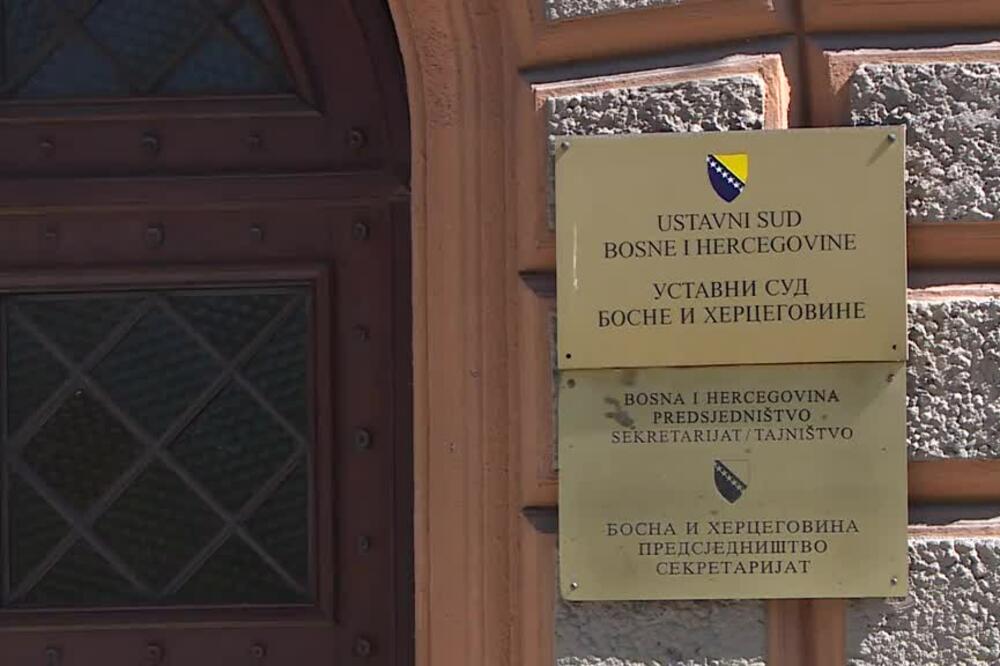 USTAVNI SUD
BOSNE I HERCEGOVINE
УСТАВНИ СУД
БОСНЕ И ХЕРЦЕГОВИНЕ
BOSNA I HERCEGOVINA
PREDSJEDNIŠTVO
SEKRETARIJAT/TAJNIŠTVO
БОСНА И ХЕРЦЕГОВИНА
ПРЕДСЈЕДНИШТВО
СЕКРЕТАРИЈАТ